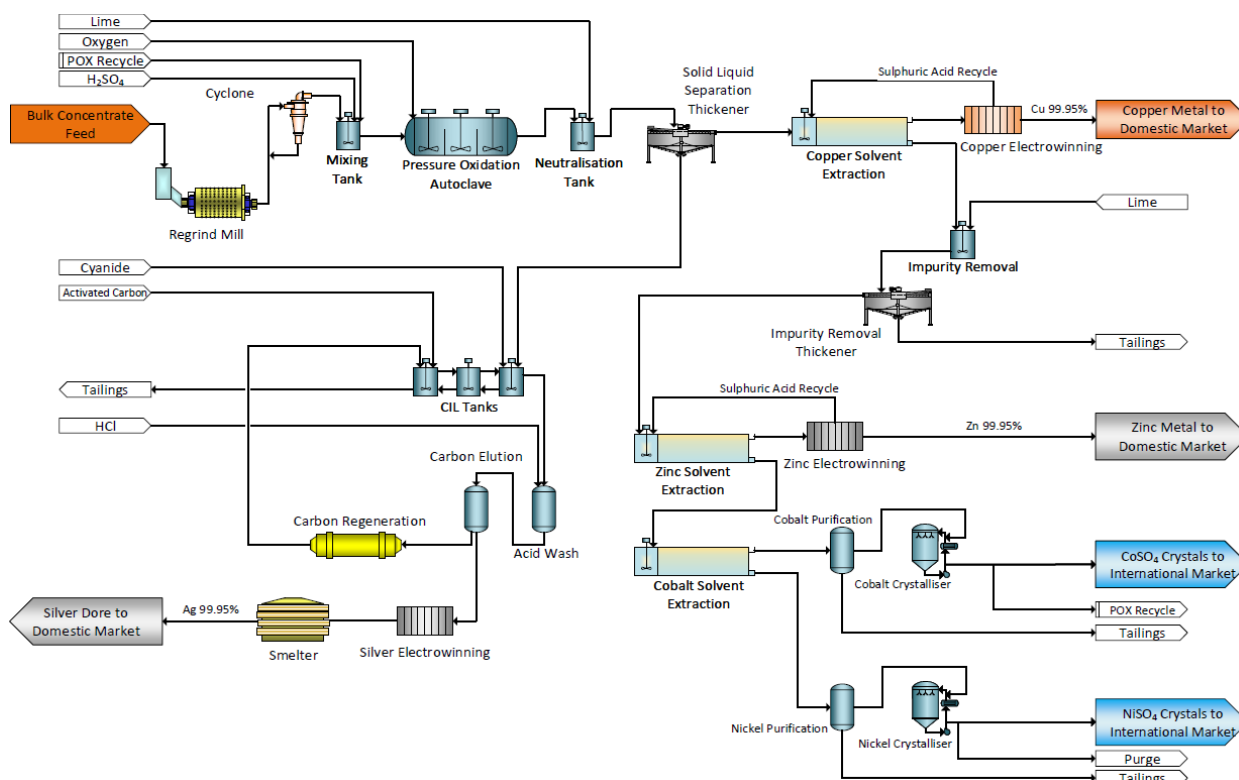 Lime
Oxygen
POX Recycle
H₂SO₄
Bulk Concentrate
Feed
Cyclone
Mixing
Tank
Regrind Mill
Pressure Oxidation
Autoclave
Neutralisation
Tank
Solid Liquid
Separation
Thickener
Sulphuric Acid Recycle
Copper Solvent
Extraction
Copper Electrowinning
Cu 99.95%
Copper Metal to
Domestic Market
Lime
Impurity Removal
Impurity Removal
Thickener
Tailings
Cyanide
Activated Carbon
CIL Tanks
Tailings
HCl
Carbon Elution
Acid Wash
Carbon Regeneration
Silver Dore to
Domestic Market
Ag 99.95%
Smelter
Silver Electrowinning
Sulphuric Acid Recycle
Zinc Solvent
Extraction
Zinc Electrowinning
Zn 99.95%
Zinc Metal to
Domestic Market
Cobalt Solvent
Extraction
Cobalt Purification
Cobalt Crystalliser
CoSO₄ Crystals to
International Market
POX Recycle
Tailings
Nickel Purification
Nickel Crystalliser
NiSO₄ Crystals to
International Market
Purge
Tailings